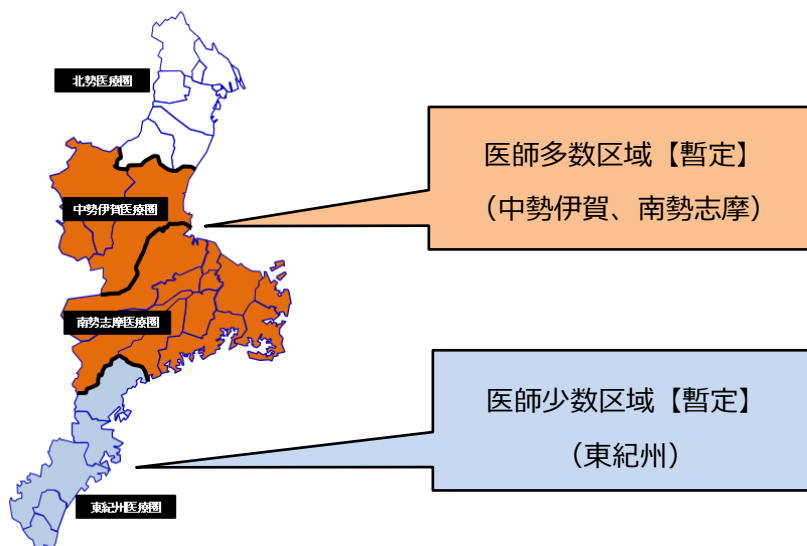 北勢医療圏
医師多数区域【暫定】
（中勢伊賀、南勢志摩）
中勢伊賀医療圏
南勢志摩医療圏
医師少数区域【暫定】
（東紀州）
東紀州医療圏